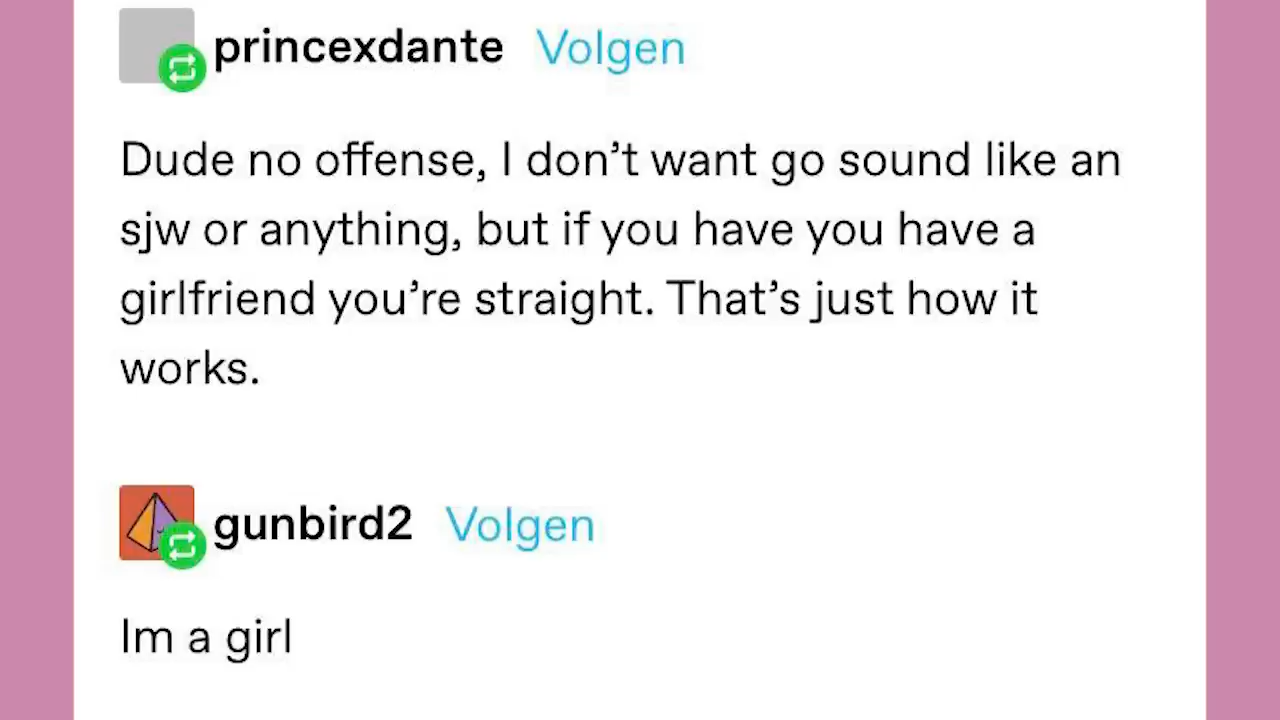 princexdante Volgen
Dude no offense, I don’t want go sound like an
sjw or anything, but if you have you have a
girlfriend you’re straight. That’s just how it
works.
gunbird2 Volgen
Im a girl